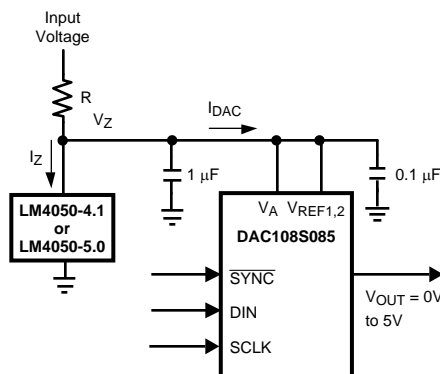 Input
Voltage
R
V_Z
I_DAC
I_Z
1 µF
0.1 µF
LM4050-4.1
or
LM4050-5.0
V_A V_REF1,2
DAC108S085
SYNC
DIN
SCLK
V_OUT = 0V
to 5V